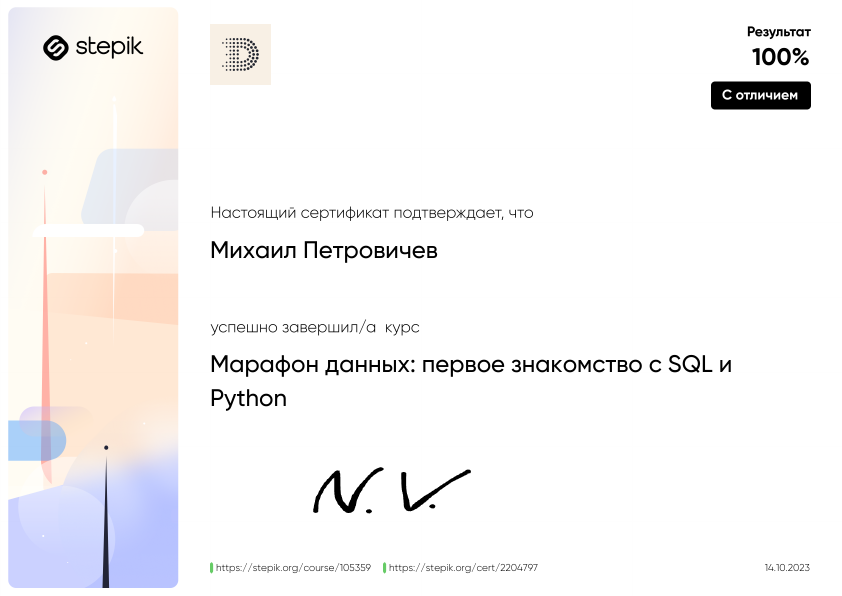 stepik
D
Результат
100%
С отличием
Настоящий сертификат подтверждает, что
Михаил Петровичев
успешно завершил/а курс
Марафон данных: первое знакомство с SQL и
Python
N. V.
https://stepik.org/course/105359 https://stepik.org/cert/2204797
14.10.2023